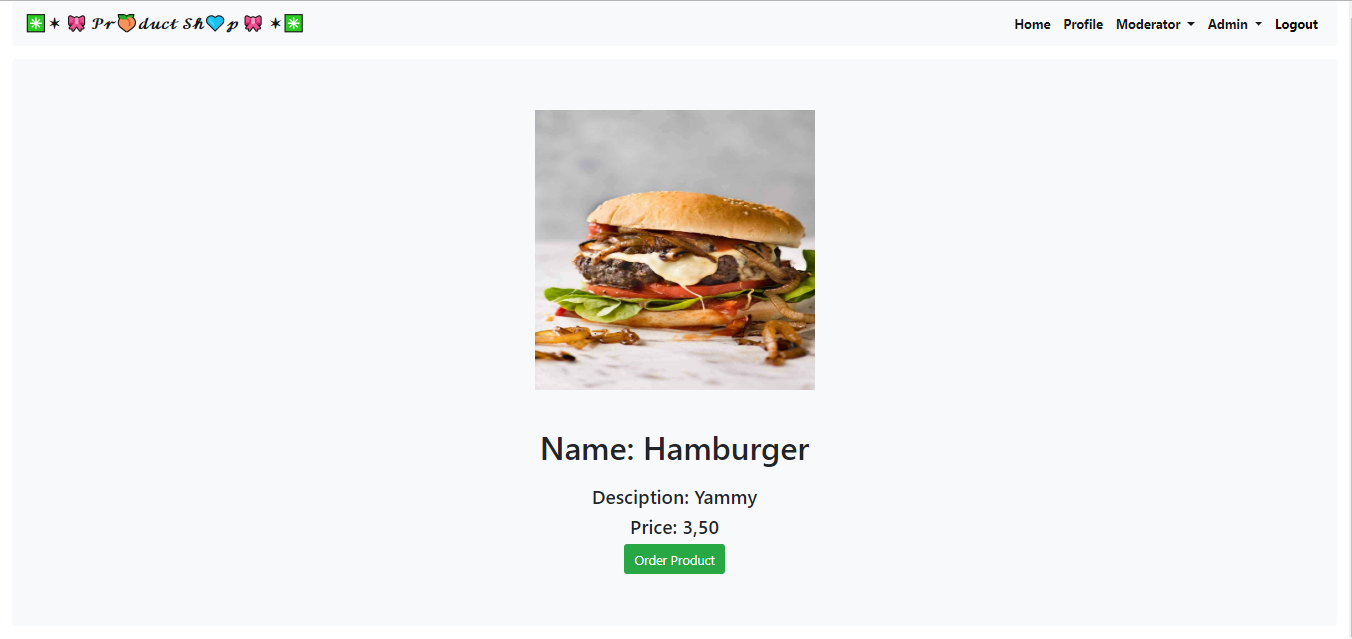 ✳️✶ 🎀 𝒫𝓇🍑𝒹𝓊𝒸𝓉 𝒮𝒽💙𝓅 🎀 ✶✳️
Home Profile Moderator Admin Logout
Name: Hamburger
Desciption: Yammy
Price: 3,50
Order Product